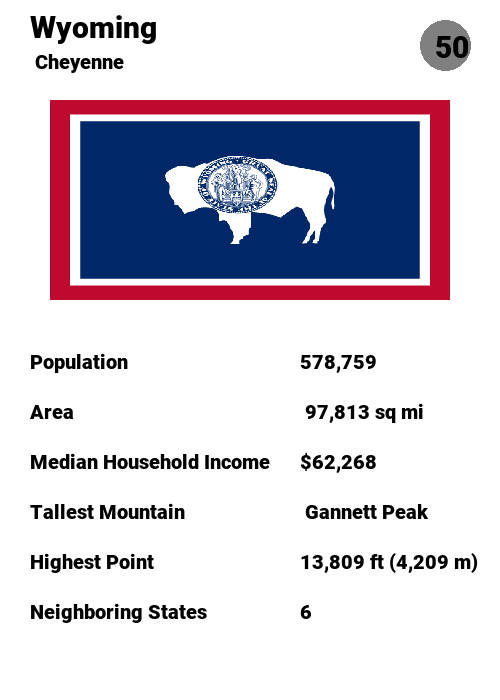 Wyoming
50
Cheyenne
Population 578,759
Area 97,813 sq mi
Median Household Income $62,268
Tallest Mountain Gannett Peak
Highest Point 13,809 ft (4,209 m)
Neighboring States 6